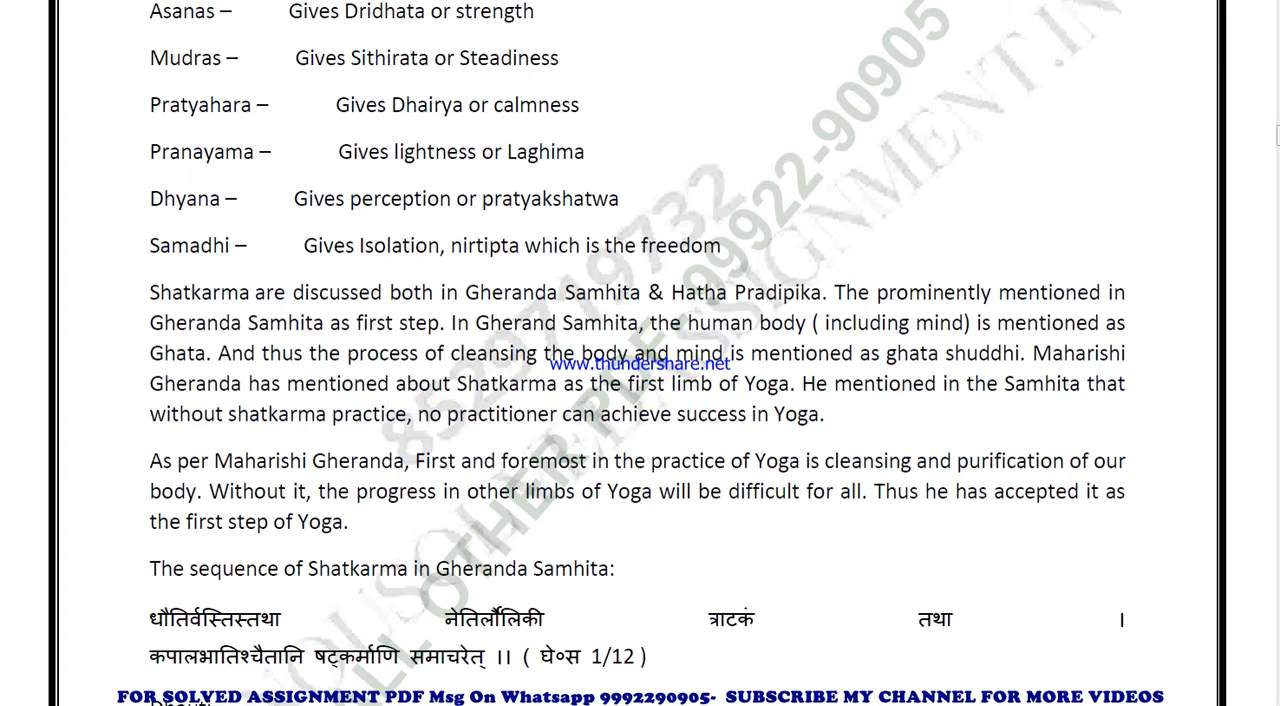 Asanas – Gives Dridhata or strength
Mudras – Gives Sithirata or Steadiness
Pratyahara – Gives Dhairya or calmness
Pranayama – Gives lightness or Laghima
Dhyana – Gives perception or pratyakshatwa
Samadhi – Gives Isolation, nirtipta which is the freedom
Shatkarma are discussed both in Gheranda Samhita & Hatha Pradipika. The prominently mentioned in
Gheranda Samhita as first step. In Gherand Samhita, the human body ( including mind) is mentioned as
Ghata. And thus the process of cleansing the body and mind is mentioned as ghata shuddhi. Maharishi
www.thundershare.net
Gheranda has mentioned about Shatkarma as the first limb of Yoga. He mentioned in the Samhita that
without shatkarma practice, no practitioner can achieve success in Yoga.
As per Maharishi Gheranda, First and foremost in the practice of Yoga is cleansing and purification of our
body. Without it, the progress in other limbs of Yoga will be difficult for all. Thus he has accepted it as
the first step of Yoga.
The sequence of Shatkarma in Gheranda Samhita:
धौतिर्वस्तिस्तथा नेतिर्लौलिकी त्राटकं तथा ।
कपालभातिश्चैतानि षट्कर्माणि समाचरेत् ।। ( घे०स 1/12 )
FOR SOLVED ASSIGNMENT PDF Msg On Whatsapp 9992290905- SUBSCRIBE MY CHANNEL FOR MORE VIDEOS
8529719732
ALL OTHER PDF - 99922-90905